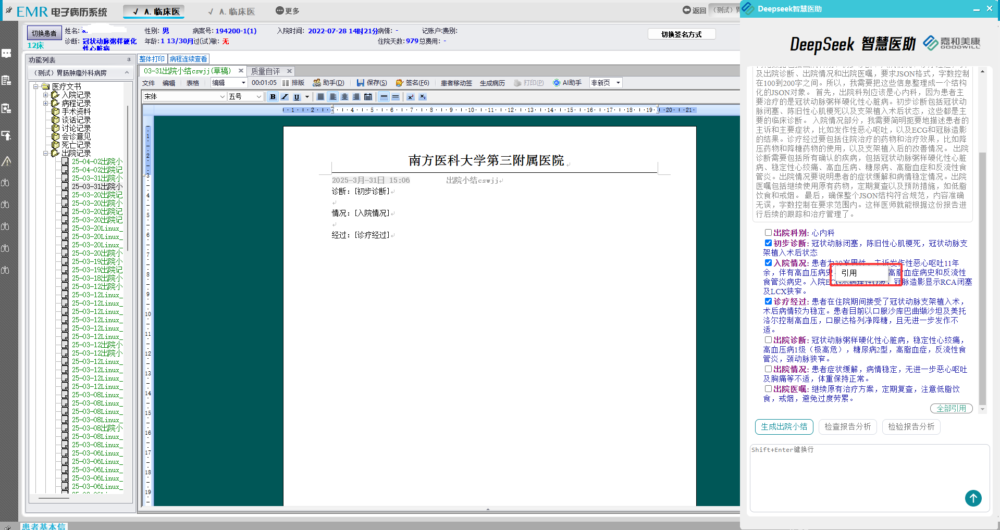 EMR 电子病历系统
√ A. 临床医
√ A. 临床医
更多
返回
(测试) 胃
切换患者
12床
姓名:
诊断: 冠状动脉粥样硬化性心脏病
性别: 男
年龄: 1 13/30月
过(试)敏: 无
病案号: 194200-1(1)
入院时间: 2022-07-28 14时21分
病情: -
住院天数: 979
总费用: -
记账户:费别:
切换签名方式
功能列表
(测试) 胃肠肿瘤外科病房
医疗文书
入院记录
病程记录
手术资料
谈话记录
讨论记录
会诊意见
死亡记录
出院记录
25-04-02出院小
25-04-02出院记
25-03-31出院小
25-03-31出院小
25-03-20出院记
25-03-20出院小
25-03-20出院记
25-03-20出院记
25-03-20Linux_
25-03-20Linux_
25-03-20Linux_
25-03-20出院小
25-03-19出院小
25-03-19出院记
25-03-18出院小
25-03-12出院小
25-03-12Linux_
25-03-12Linux_
25-03-12Linux_
25-03-12Linux_
25-03-12Linux_
25-03-12Linux_
25-03-12出院小
25-03-12出院小
25-03-12Linux_
25-03-12Linux_
25-03-12Linux_
25-03-12Linux_
25-03-08Linux_
25-03-08Linux_
25-03-08Linux_
25-03-08Linux_
25-03-08出院小
25-03-08Linux_
25-03-08Linux_
25-03-06Linux_
25-03-06Linux_
25-03-06Linux_
25-03-06Linux_
25-03-06Linux_
整体打印
病程连续查看
03-31出院小结cswjj(草稿)
质量自评
文件 编辑 表格 编辑 00:01:05 排版 助手(D) 保存(S) 签名(F6) 患者移动签 生成病历 打印(P) AI助手 非新页
宋体 五号 B U x² x₂
1 2 4 5 6 7 8 9 10 11 12 13 14 15 16 17 18 19 20 21
1
2
3
4
5
6
7
8
9
10
11
12
13
14
15
16
17
18
19
南方医科大学第三附属医院
2025-3月-31日 15:06 出院小结cswjj
诊断: [初步诊断]
情况: [入院情况]
经过: [诊疗经过]
患者基本信
Deepseek智慧医助
DeepSeek 智慧医助
嘉和美康
GOODWILL
及出院诊断、出院情况和出院医嘱，要求JSON格式，字数控制
在100到200字之间。所以，我需要把这些信息整理成一个结构
化的JSON对象。 首先，出院科别应该是心内科，因为患者主
要治疗的是冠状动脉粥样硬化性心脏病。初步诊断包括冠状动
脉闭塞、陈旧性心肌梗死以及支架植入术后状态，这些都是主
要的临床诊断。 入院情况部分，我需要简明扼要地描述患者的
主诉和主要症状，比如发作性恶心呕吐，以及ECG和冠脉造影
的结果。诊疗经过要包括住院治疗的药物和治疗效果，比如降
压药物和降糖药物的使用，以及支架植入后的改善情况。 出院
诊断需要包括所有确认的疾病，包括冠状动脉粥样硬化性心脏
病、稳定性心绞痛、高血压病、糖尿病、高脂血症和反流性食
管炎。出院情况要说明患者的症状缓解和病情稳定情况。出院
医嘱包括继续使用原有药物，定期复查以及预防措施，如低脂
饮食和戒烟。 最后，确保整个JSON结构符合规范，内容准确
无误，字数控制在要求范围内。这样医师就能根据这份报告进
行后续的跟踪和治疗管理了。
出院科别: 心内科
初步诊断: 冠状动脉闭塞，陈旧性心肌梗死，冠状动脉支
架植入术后状态
入院情况: 患者为39岁男性，主诉发作性恶心呕吐11年
余，伴有高血压病史 高脂血症病史和反流性
食管炎病史。入院ECG示病理性Q波，冠脉造影显示RCA闭塞
及LCX狭窄。
引用
诊疗经过: 患者在住院期间接受了冠状动脉支架植入术，
术后病情较为稳定。患者目前以口服沙库巴曲缬沙坦及美托
洛尔控制高血压，口服达格列净降糖，且无进一步发作不
适。
出院诊断: 冠状动脉粥样硬化性心脏病，稳定性心绞痛，
高血压病1级（极高危），糖尿病2型，高脂血症，反流性食
管炎，颈动脉狭窄。
出院情况: 患者症状缓解，病情稳定，无进一步恶心呕吐
及胸痛等不适，体重保持正常。
出院医嘱: 继续原有治疗方案，定期复查，注意低脂饮
食，戒烟，避免过度劳累。
全部引用
生成出院小结
检查报告分析
检验报告分析
Shift+Enter键换行